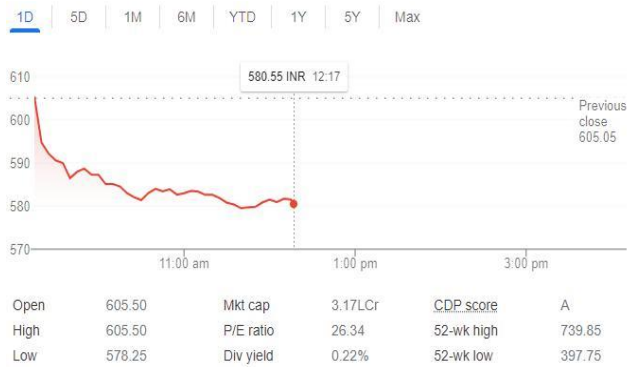 1D 5D 1M 6M YTD 1Y 5Y Max
580.55 INR 12:17
610
600
590
580
570
Previous
close
605.05
11:00 am 1:00 pm 3:00 pm
Open 605.50 Mkt cap 3.17LCr CDP score A
High 605.50 P/E ratio 26.34 52-wk high 739.85
Low 578.25 Div yield 0.22% 52-wk low 397.75